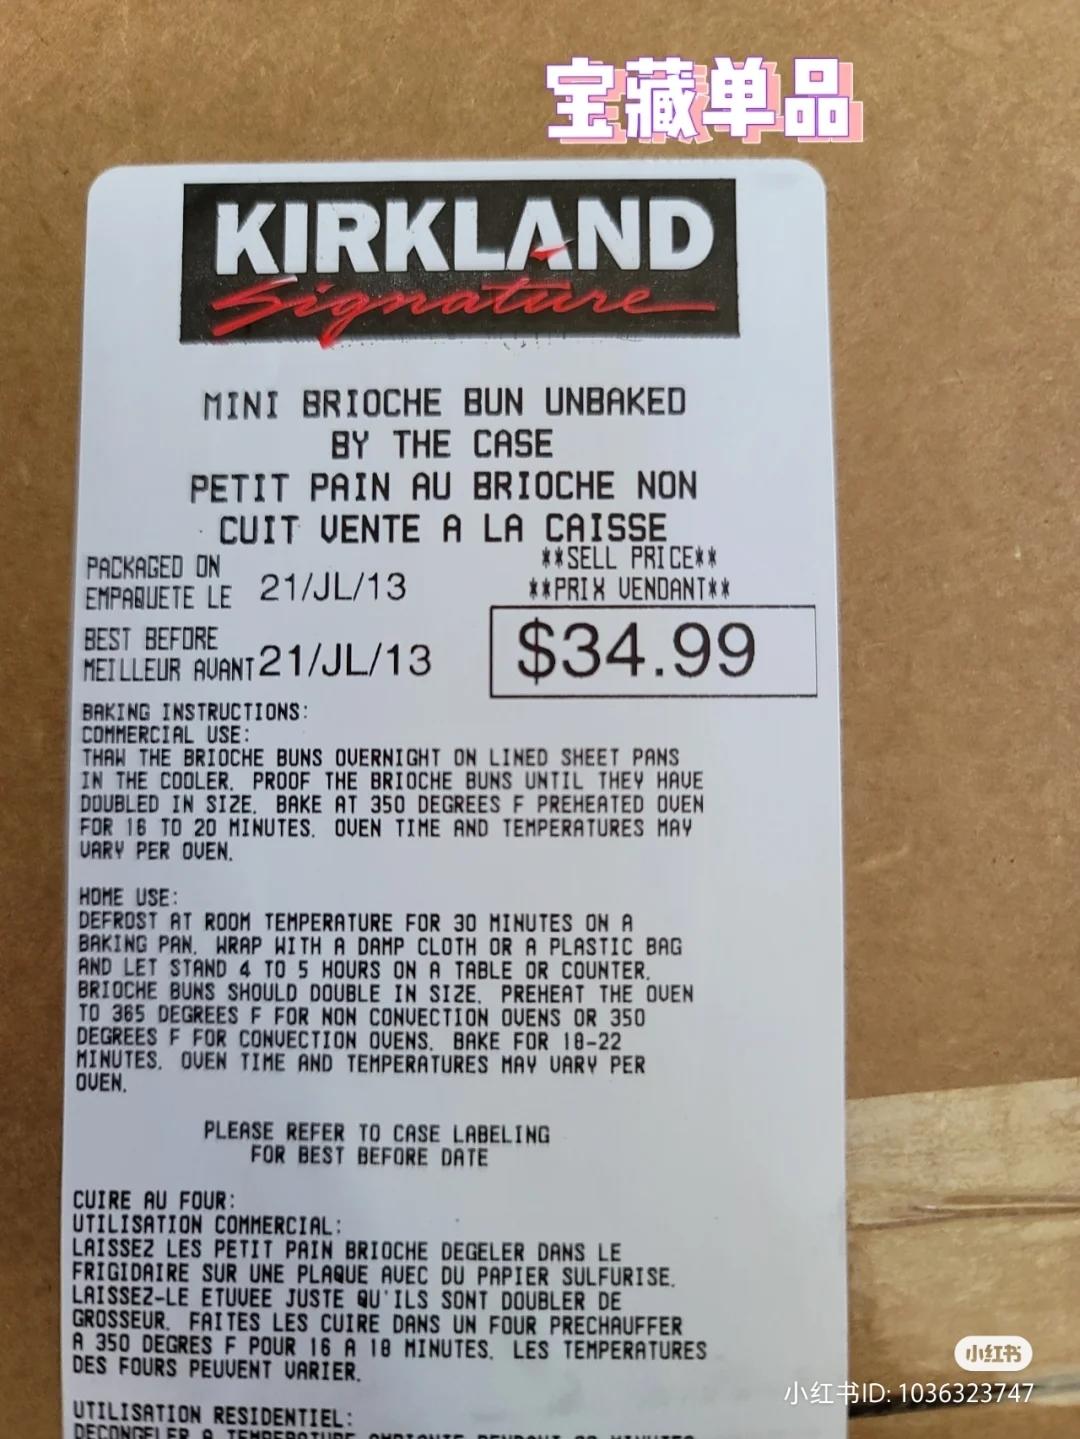 宝藏单品
KIRKLAND
Signature
MINI BRIOCHE BUN UNBAKED
BY THE CASE
PETIT PAIN AU BRIOCHE NON
CUIT VENTE A LA CAISSE
PACKAGED ON
EMPAQUETE LE 21/JL/13
**SELL PRICE**
**PRIX VENDANT**
BEST BEFORE
MEILLEUR AVANT 21/JL/13
$34.99
BAKING INSTRUCTIONS:
COMMERCIAL USE:
THAW THE BRIOCHE BUNS OVERNIGHT ON LINED SHEET PANS
IN THE COOLER. PROOF THE BRIOCHE BUNS UNTIL THEY HAVE
DOUBLED IN SIZE. BAKE AT 350 DEGREES F PREHEATED OVEN
FOR 16 TO 20 MINUTES. OVEN TIME AND TEMPERATURES MAY
VARY PER OVEN.
HOME USE:
DEFROST AT ROOM TEMPERATURE FOR 30 MINUTES ON A
BAKING PAN. WRAP WITH A DAMP CLOTH OR A PLASTIC BAG
AND LET STAND 4 TO 5 HOURS ON A TABLE OR COUNTER.
BRIOCHE BUNS SHOULD DOUBLE IN SIZE. PREHEAT THE OVEN
TO 365 DEGREES F FOR NON CONVECTION OVENS OR 350
DEGREES F FOR CONVECTION OVENS. BAKE FOR 18-22
MINUTES. OVEN TIME AND TEMPERATURES MAY VARY PER
OVEN.
PLEASE REFER TO CASE LABELING
FOR BEST BEFORE DATE
CUIRE AU FOUR:
UTILISATION COMMERCIAL:
LAISSEZ LES PETIT PAIN BRIOCHE DEGELER DANS LE
FRIGIDAIRE SUR UNE PLAQUE AVEC DU PAPIER SULFURISE.
LAISSEZ-LE ETUVEE JUSTE QU'ILS SONT DOUBLER DE
GROSSEUR. FAITES LES CUIRE DANS UN FOUR PRECHAUFFER
A 350 DEGRES F POUR 16 A 18 MINUTES. LES TEMPERATURES
DES FOURS PEUVENT VARIER.
UTILISATION RESIDENTIEL:
DECONGELER A TEMPERATURE AMBIANTE PENDANT 30 MINUTES
小红书
小红书ID: 1036323747